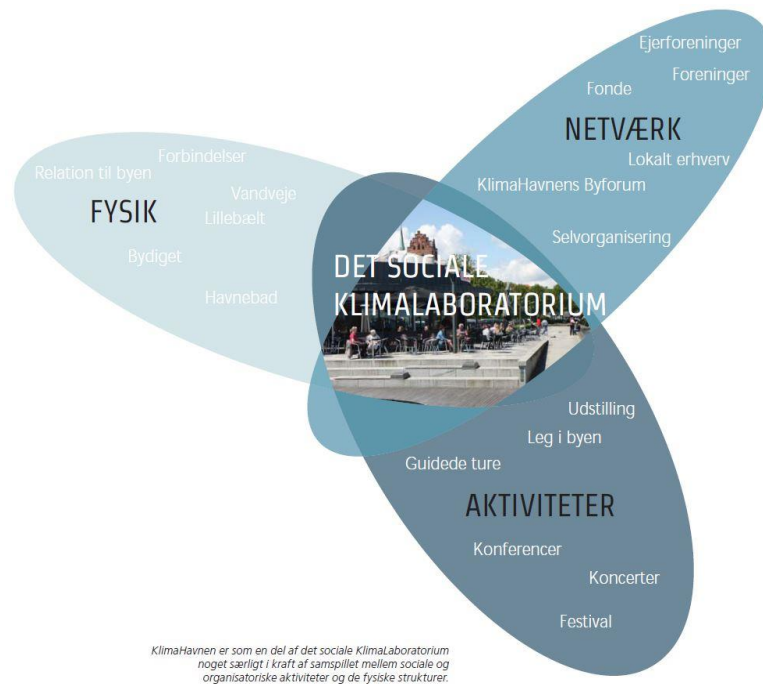 Ejerforeninger
Foreninger
Fonde
NETVÆRK
Lokalt erhverv
KlimaHavnens Byforum
Selvorganisering
Forbindelser
Relation til byen
Vandveje
FYSIK
Lillebælt
Bydiget
Havnebad
DET SOCIALE
KLIMALABORATORIUM
Udstilling
Leg i byen
Guidede ture
AKTIVITETER
Konferencer
Koncerter
Festival
KlimaHavnen er som en del af det sociale KlimaLaboratorium
noget særligt i kraft af samspillet mellem sociale og
organisatoriske aktiviteter og de fysiske strukturer.